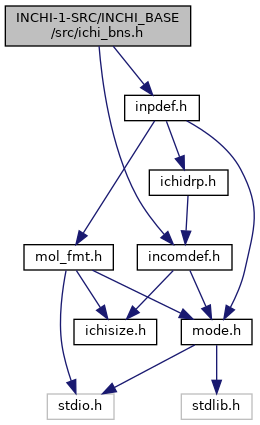 INCHI-1-SRC/INCHI_BASE
/src/ichi_bns.h
inpdef.h
ichidrp.h
mol_fmt.h
incomdef.h
ichisize.h
mode.h
stdio.h
stdlib.h